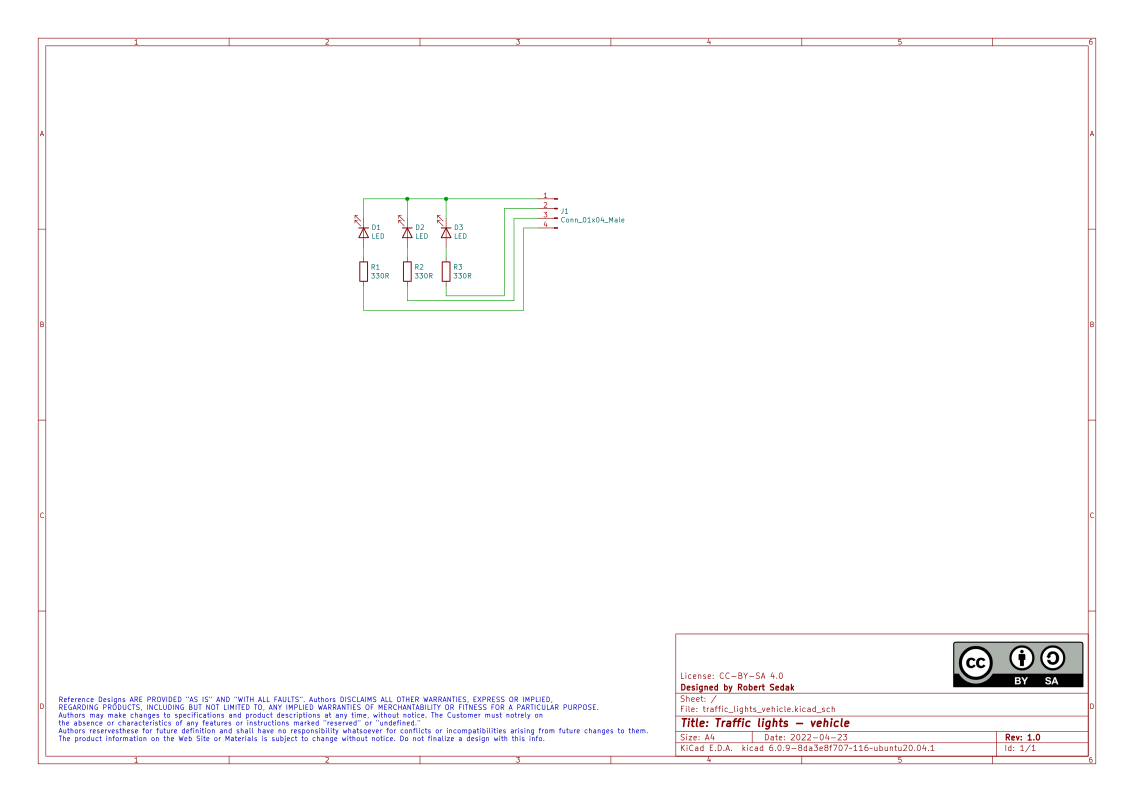 1 2 3 4 5 6
A A
1
2
3
4
J1
Conn_01x04_Male
D1
LED
D2
LED
D3
LED
R1
330R
R2
330R
R3
330R
B B
C C
D D
Reference Designs ARE PROVIDED "AS IS" AND "WITH ALL FAULTS". Authors DISCLAIMS ALL OTHER WARRANTIES, EXPRESS OR IMPLIED,
REGARDING PRODUCTS, INCLUDING BUT NOT LIMITED TO, ANY IMPLIED WARRANTIES OF MERCHANTABILITY OR FITNESS FOR A PARTICULAR PURPOSE.
Authors may make changes to specifications and product descriptions at any time, without notice. The Customer must notrely on
the absence or characteristics of any features or instructions marked "reserved" or "undefined."
Authors reservesthese for future definition and shall have no responsibility whatsoever for conflicts or incompatibilities arising from future changes to them.
The product information on the Web Site or Materials is subject to change without notice. Do not finalize a design with this info.
cc BY SA
License: CC-BY-SA 4.0
Designed by Robert Sedak
Sheet: /
File: traffic_lights_vehicle.kicad_sch
Title: Traffic lights – vehicle
Size: A4 Date: 2022-04-23 Rev: 1.0
KiCad E.D.A. kicad 6.0.9-8da3e8f707-116~ubuntu20.04.1 Id: 1/1
1 2 3 4 5 6